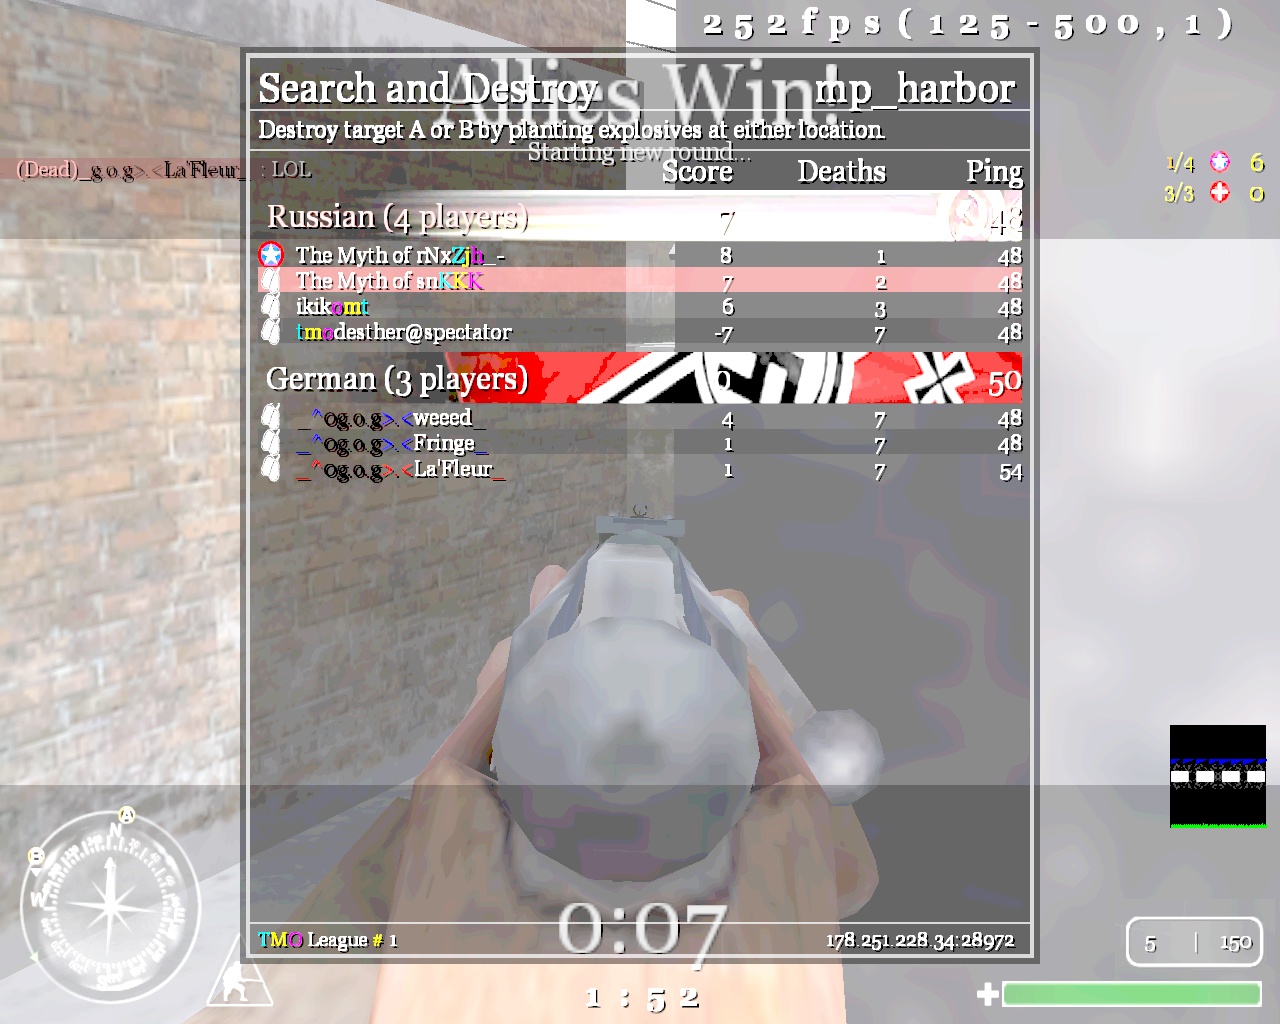 252fps(125-500,1)
Allies Win!
Search and Destroy mp_harbor
Destroy target A or B by planting explosives at either location.
Starting new round...
(Dead)_g.o.g>.<La'Fleur_ : LOL
1/4 6
3/3 0
Score Deaths Ping
Russian (4 players) 7 48
The Myth of rNxZjh_- 8 1 48
The Myth of snKKK 7 2 48
ikikomt 6 3 48
tmodesther@spectator -7 7 48
German (3 players) 0 50
_^0g.o.g>.<weeed_ 4 7 48
_^0g.o.g>.<Fringe_ 1 7 48
_^0g.o.g>.<La'Fleur_ 1 7 54
A
N
B
W
0:07
TMO League # 1 178.251.228.34:28972
5 | 150
1:52